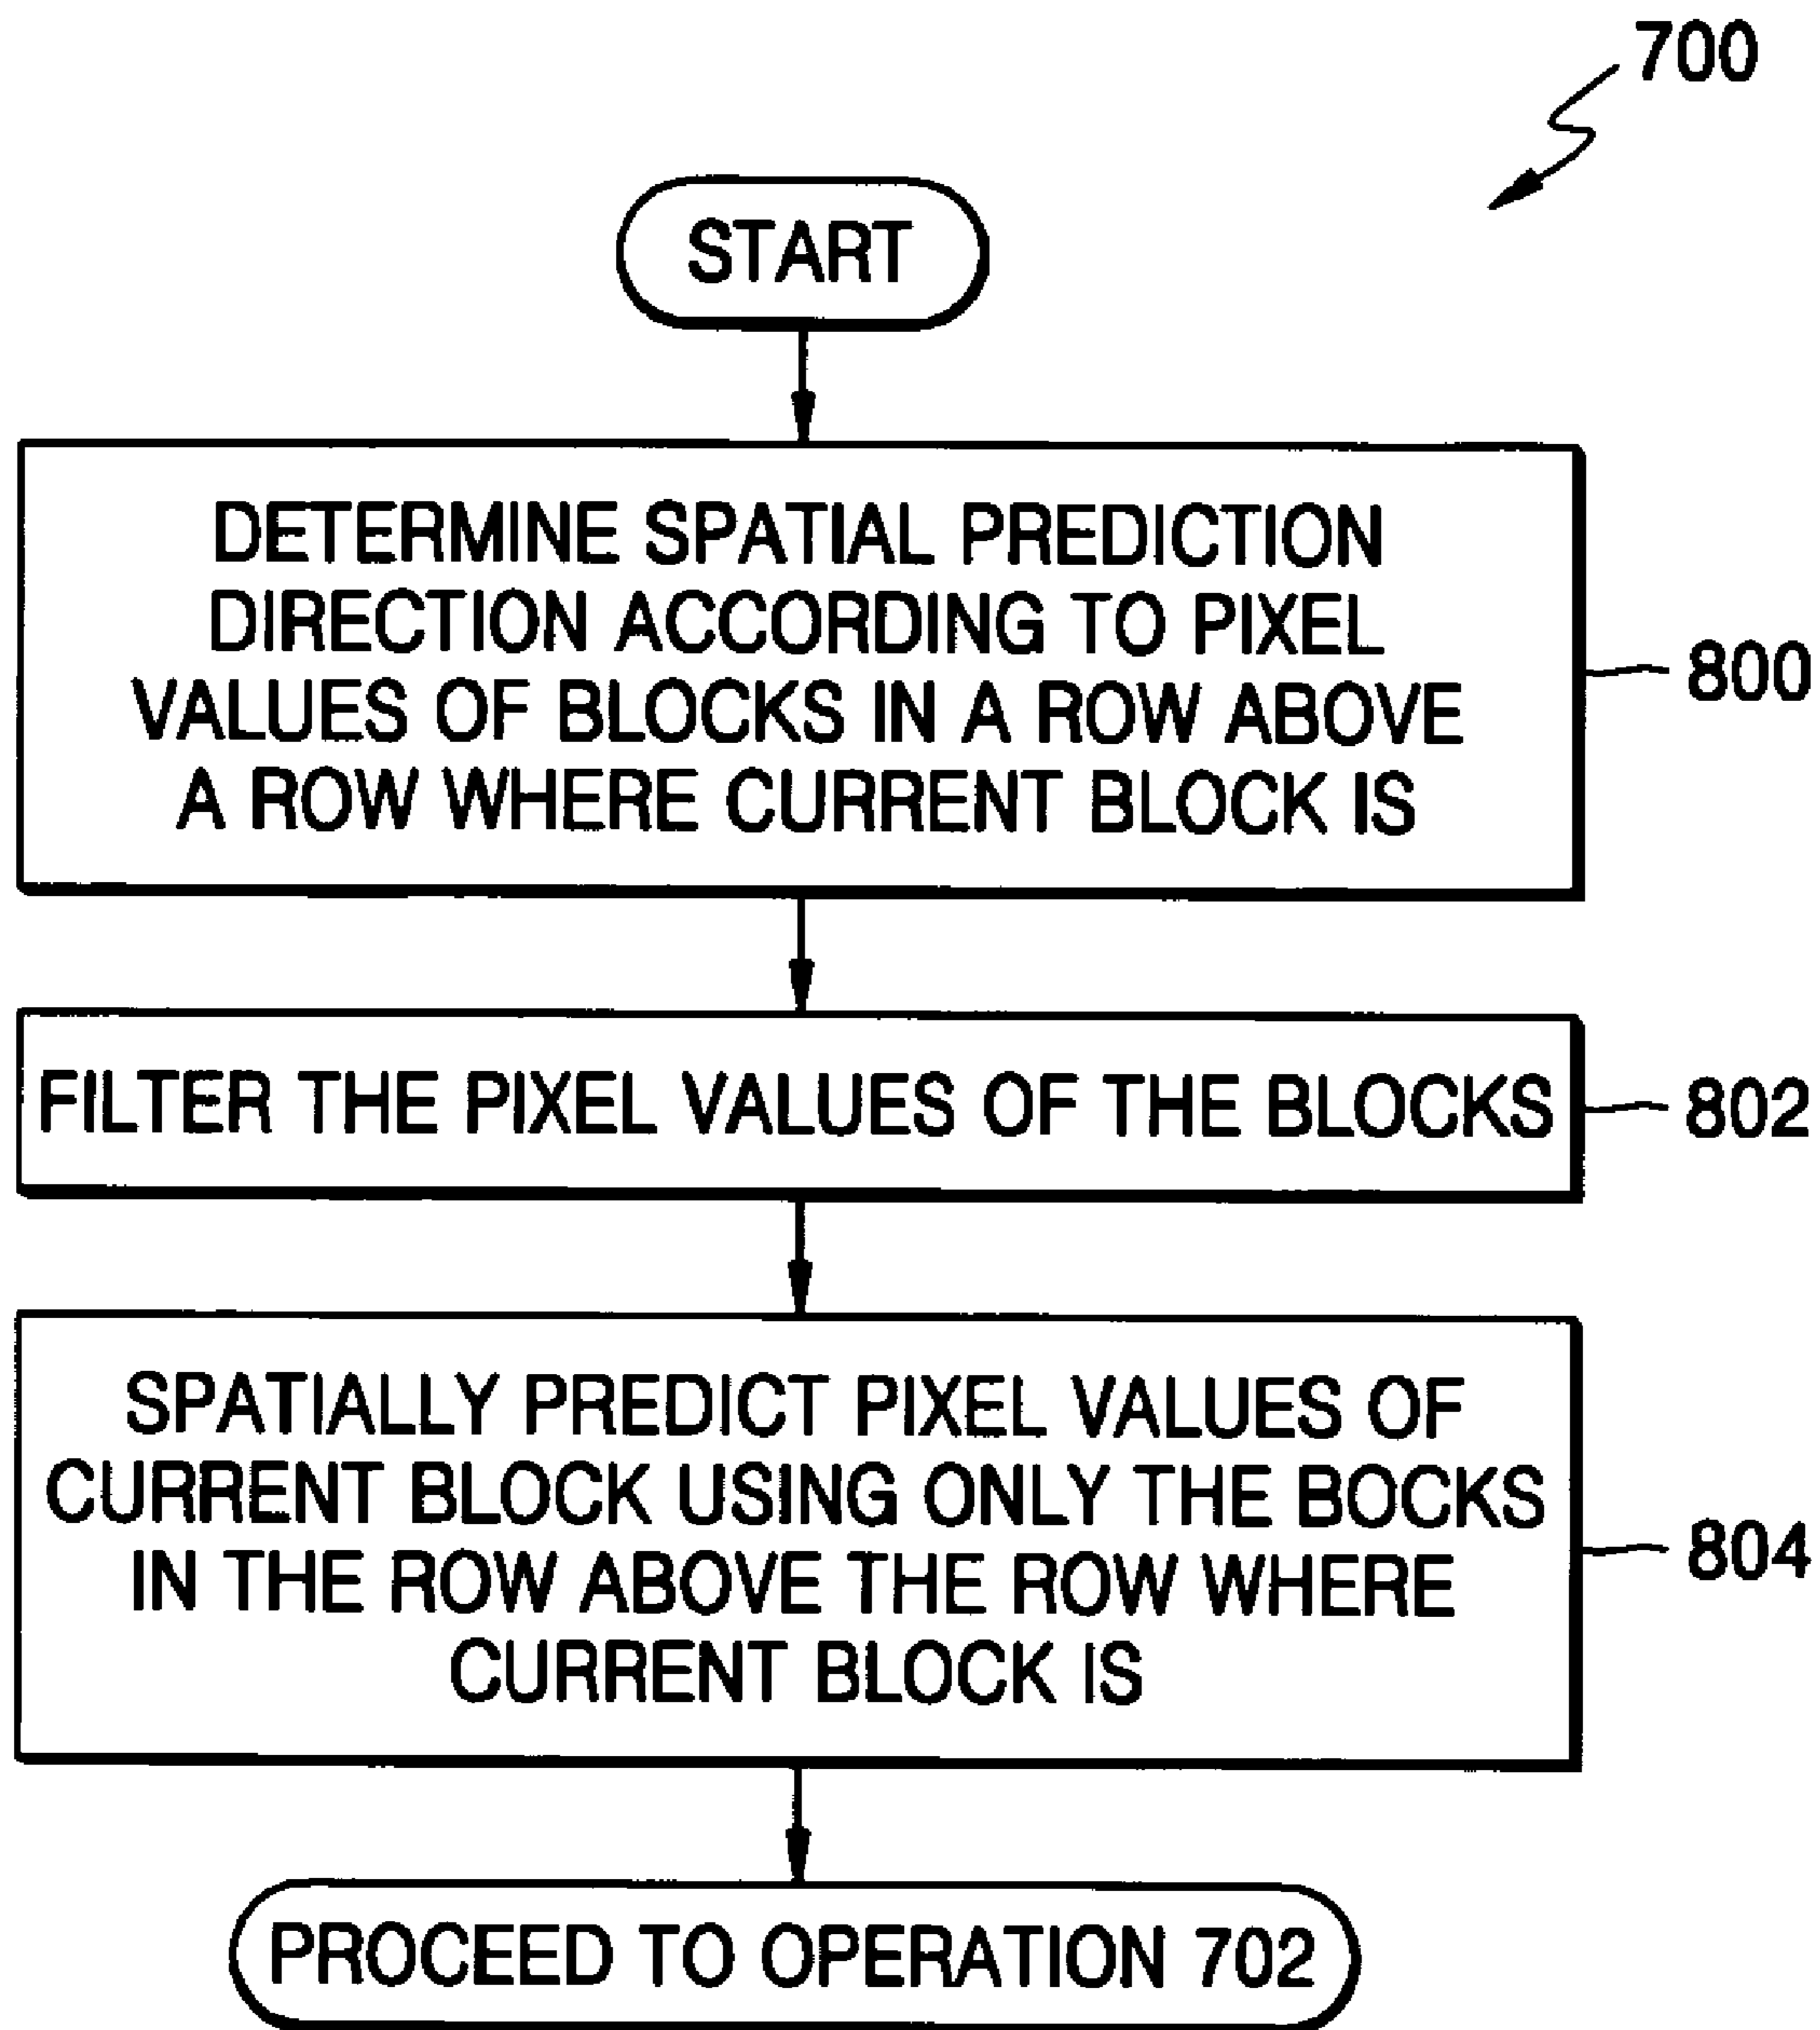 700
START
DETERMINE SPATIAL PREDICTION
DIRECTION ACCORDING TO PIXEL
VALUES OF BLOCKS IN A ROW ABOVE
A ROW WHERE CURRENT BLOCK IS
800
FILTER THE PIXEL VALUES OF THE BLOCKS
802
SPATIALLY PREDICT PIXEL VALUES OF
CURRENT BLOCK USING ONLY THE BOCKS
IN THE ROW ABOVE THE ROW WHERE
CURRENT BLOCK IS
804
PROCEED TO OPERATION 702